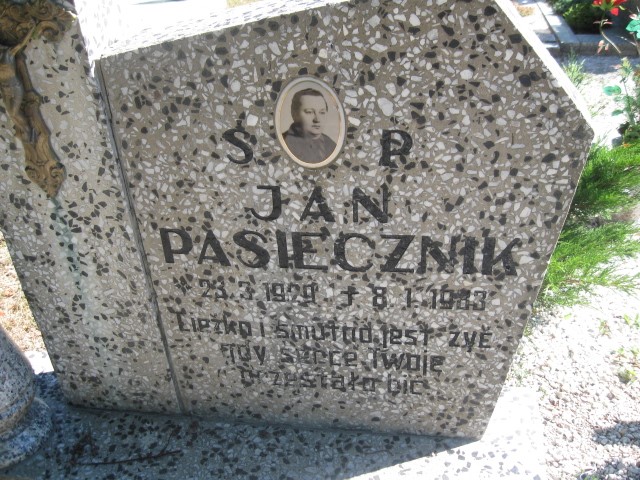 Ś P
JAN
PASIECZNIK
* 23.3.1929 + 8.1.1983
Ciężko i smutno jest żyć
gdy serce Twoje
przestało bić